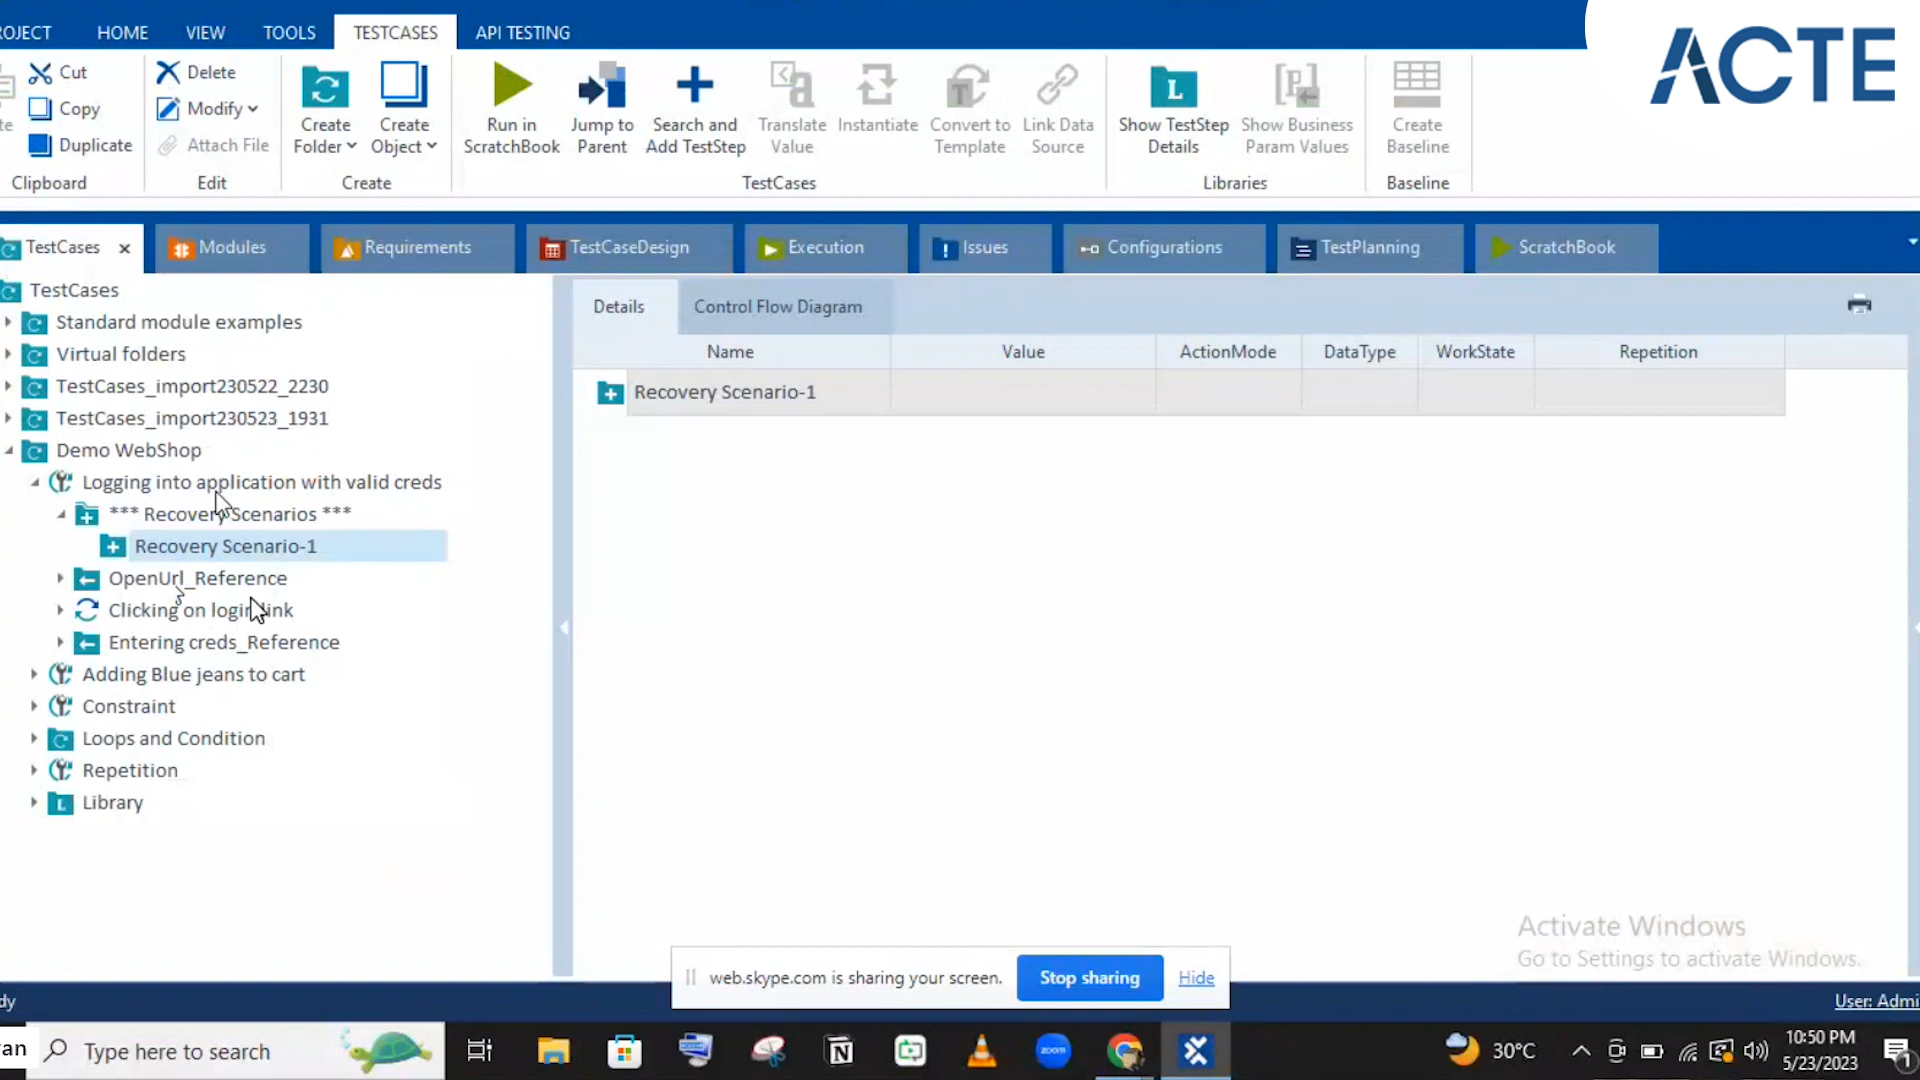 ROJECT HOME VIEW TOOLS TESTCASES API TESTING
ACTE
Cut
Copy
Duplicate
Clipboard
Delete
Modify
Attach File
Edit
Create
Folder
Create
Object
Create
Run in
ScratchBook
Jump to
Parent
Search and
Add TestStep
Translate
Value
Instantiate
Convert to
Template
Link Data
Source
TestCases
Show TestStep
Details
Show Business
Param Values
Libraries
Create
Baseline
Baseline
TestCases × Modules Requirements TestCaseDesign Execution Issues Configurations TestPlanning ScratchBook
TestCases
Standard module examples
Virtual folders
TestCases_import230522_2230
TestCases_import230523_1931
Demo WebShop
Logging into application with valid creds
*** Recovery Scenarios ***
Recovery Scenario-1
OpenUrl_Reference
Clicking on login link
Entering creds_Reference
Adding Blue jeans to cart
Constraint
Loops and Condition
Repetition
Library
Details Control Flow Diagram
Name Value ActionMode DataType WorkState Repetition
Recovery Scenario-1
Activate Windows
Go to Settings to activate Windows.
web.skype.com is sharing your screen. Stop sharing Hide
dy
User: Admi
van
Type here to search
zoom
30°C
10:50 PM
5/23/2023
1